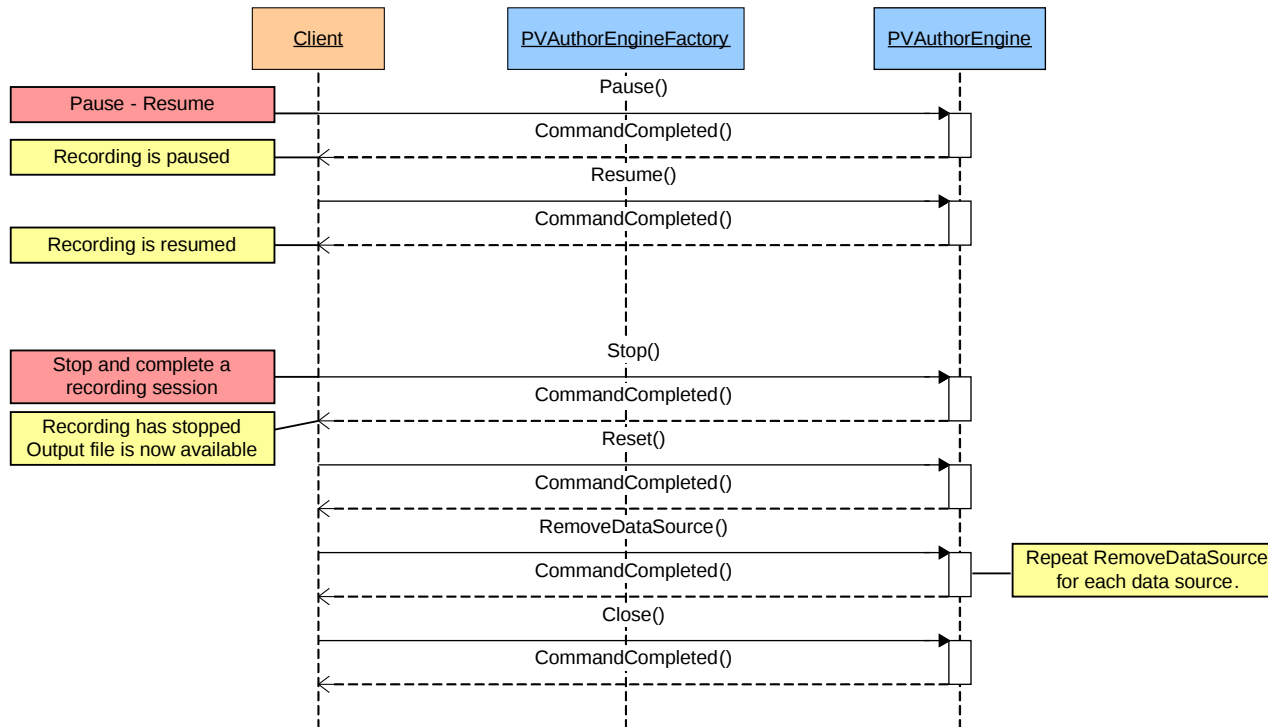 Client
PVAuthorEngineFactory
PVAuthorEngine
Pause()
Pause - Resume
CommandCompleted()
Recording is paused
Resume()
CommandCompleted()
Recording is resumed
Stop()
Stop and complete a
recording session
CommandCompleted()
Recording has stopped
Output file is now available
Reset()
CommandCompleted()
RemoveDataSource()
CommandCompleted()
Repeat RemoveDataSource
for each data source.
Close()
CommandCompleted()